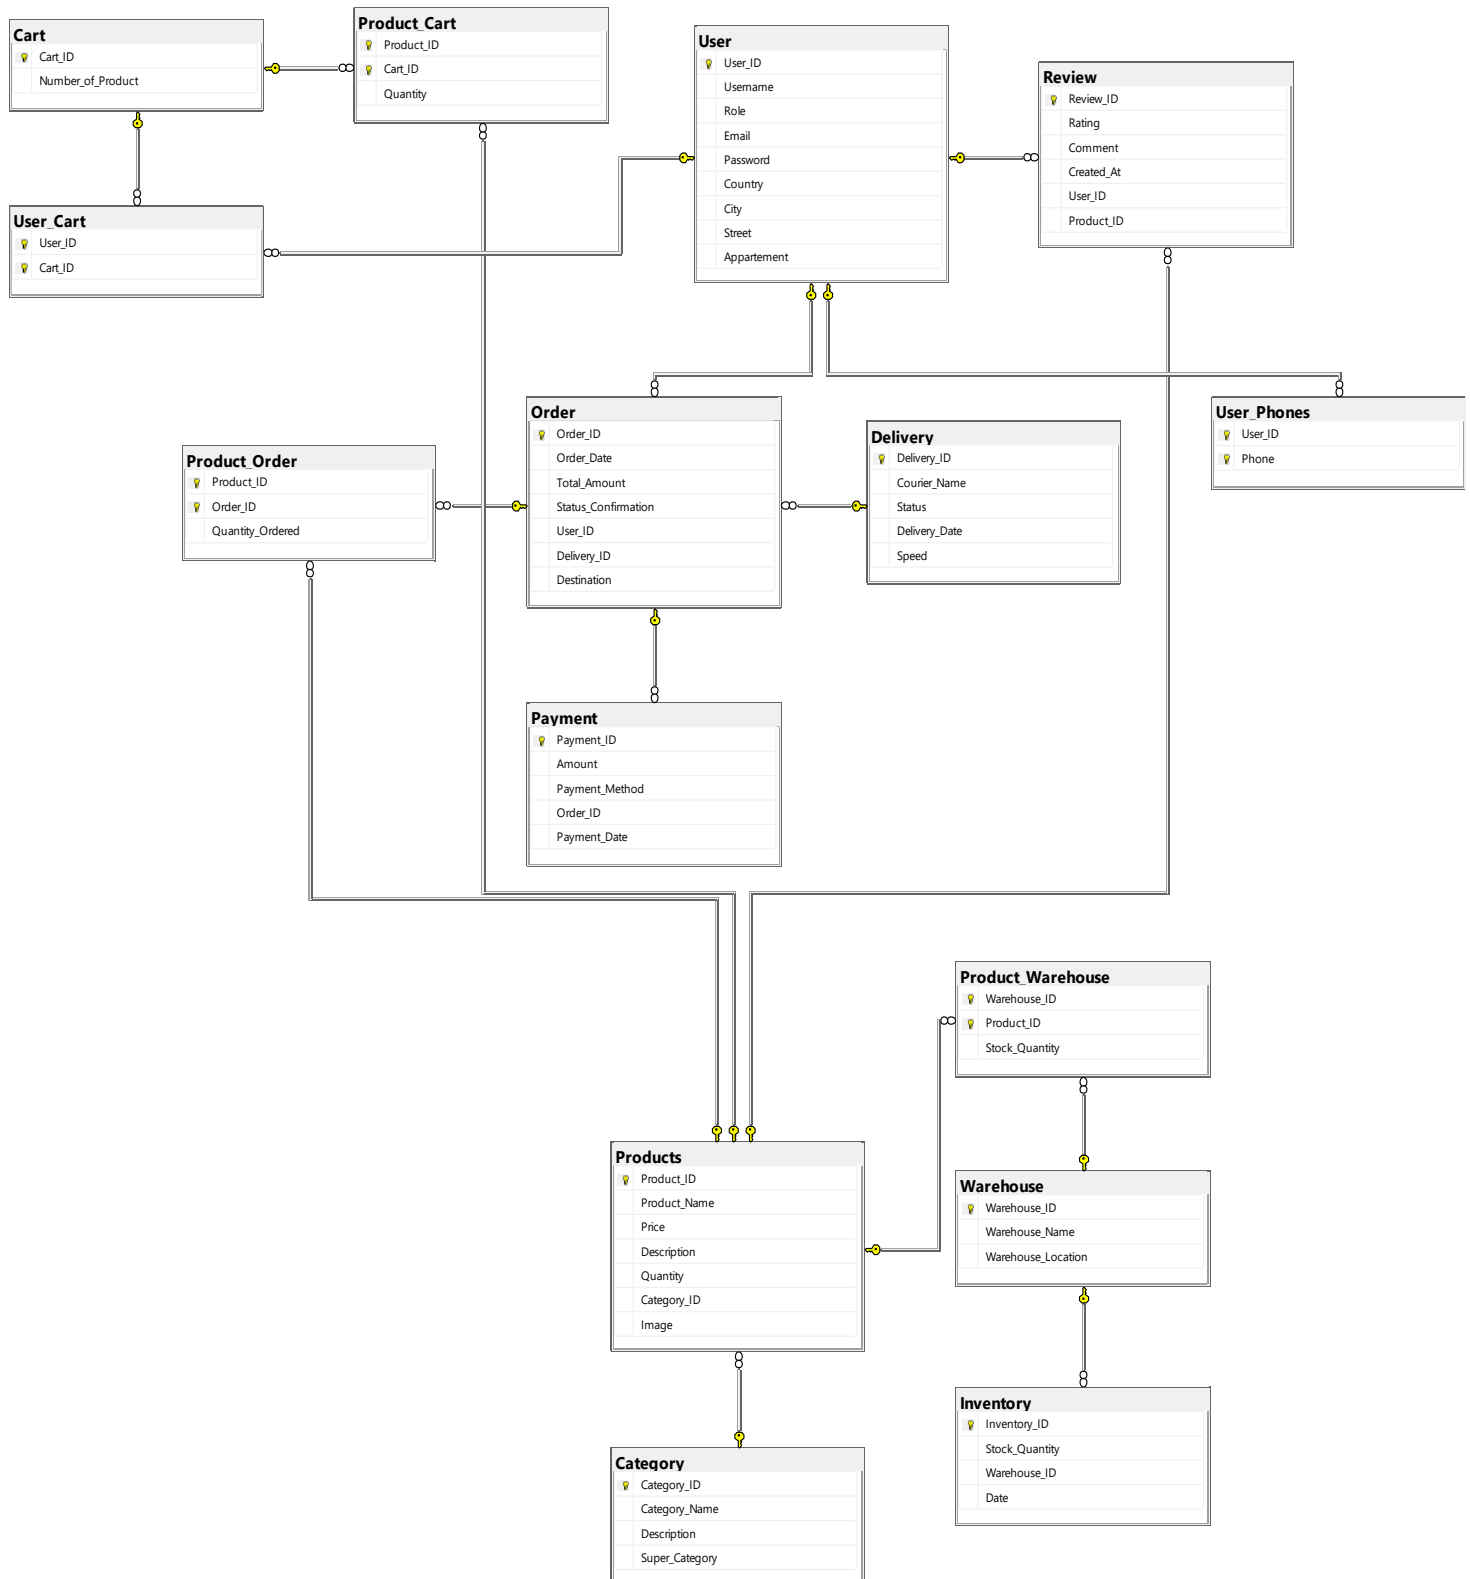 Cart
Cart_ID
Number_of_Product
Product_Cart
Product_ID
Cart_ID
Quantity
User
User_ID
Username
Role
Email
Password
Country
City
Street
Appartement
Review
Review_ID
Rating
Comment
Created_At
User_ID
Product_ID
User_Cart
User_ID
Cart_ID
Order
Order_ID
Order_Date
Total_Amount
Status_Confirmation
User_ID
Delivery_ID
Destination
Delivery
Delivery_ID
Courier_Name
Status
Delivery_Date
Speed
User_Phones
User_ID
Phone
Product_Order
Product_ID
Order_ID
Quantity_Ordered
Payment
Payment_ID
Amount
Payment_Method
Order_ID
Payment_Date
Product_Warehouse
Warehouse_ID
Product_ID
Stock_Quantity
Products
Product_ID
Product_Name
Price
Description
Quantity
Category_ID
Image
Warehouse
Warehouse_ID
Warehouse_Name
Warehouse_Location
Inventory
Inventory_ID
Stock_Quantity
Warehouse_ID
Date
Category
Category_ID
Category_Name
Description
Super_Category